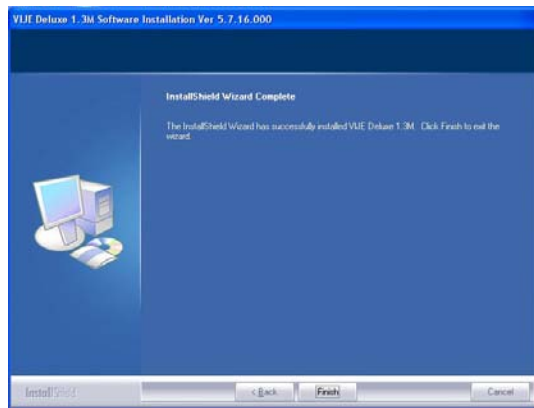 VIJE Deluxe 1.3M Software Installation Ver 5.7.16.000
InstallShield Wizard Complete
The InstallShield Wizard has successfully installed VIJE Deluxe 1.3M. Click Finish to exit the
wizard.
InstallShield
< Back
Finish
Cancel